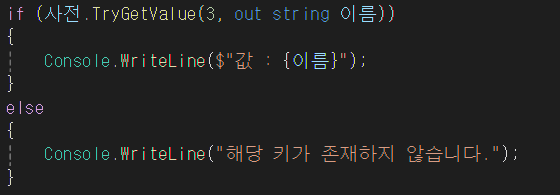 if (사전.TryGetValue(3, out string 이름))
{
    Console.WriteLine($"값 : {이름}");
}
else
{
    Console.WriteLine("해당 키가 존재하지 않습니다.");
}